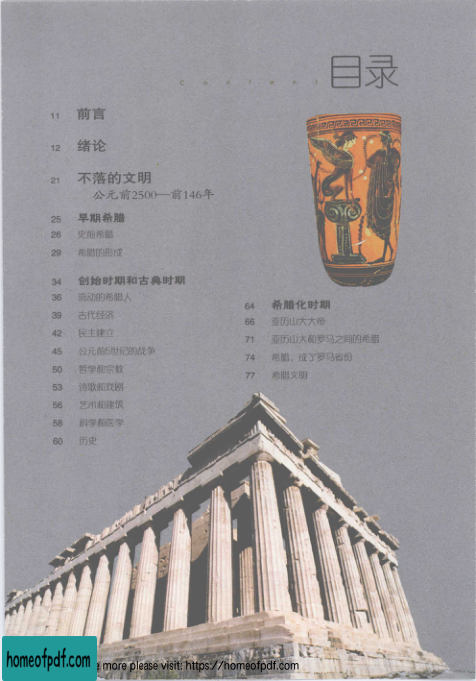 Content 目录
11 前言
12 绪论
21 不落的文明
公元前2500—前146年
25 早期希腊
26 史前希腊
29 希腊的形成
34 创始时期和古典时期
36 流动的希腊人
39 古代经济
42 民主建立
45 公元前5世纪的战争
50 哲学和宗教
53 诗歌和戏剧
56 艺术和建筑
58 科学和医学
60 历史
64 希腊化时期
66 亚历山大大帝
71 亚历山大和罗马之间的希腊
74 希腊，成了罗马省份
77 希腊文明
homeofpdf.com
more please visit: https://homeofpdf.com